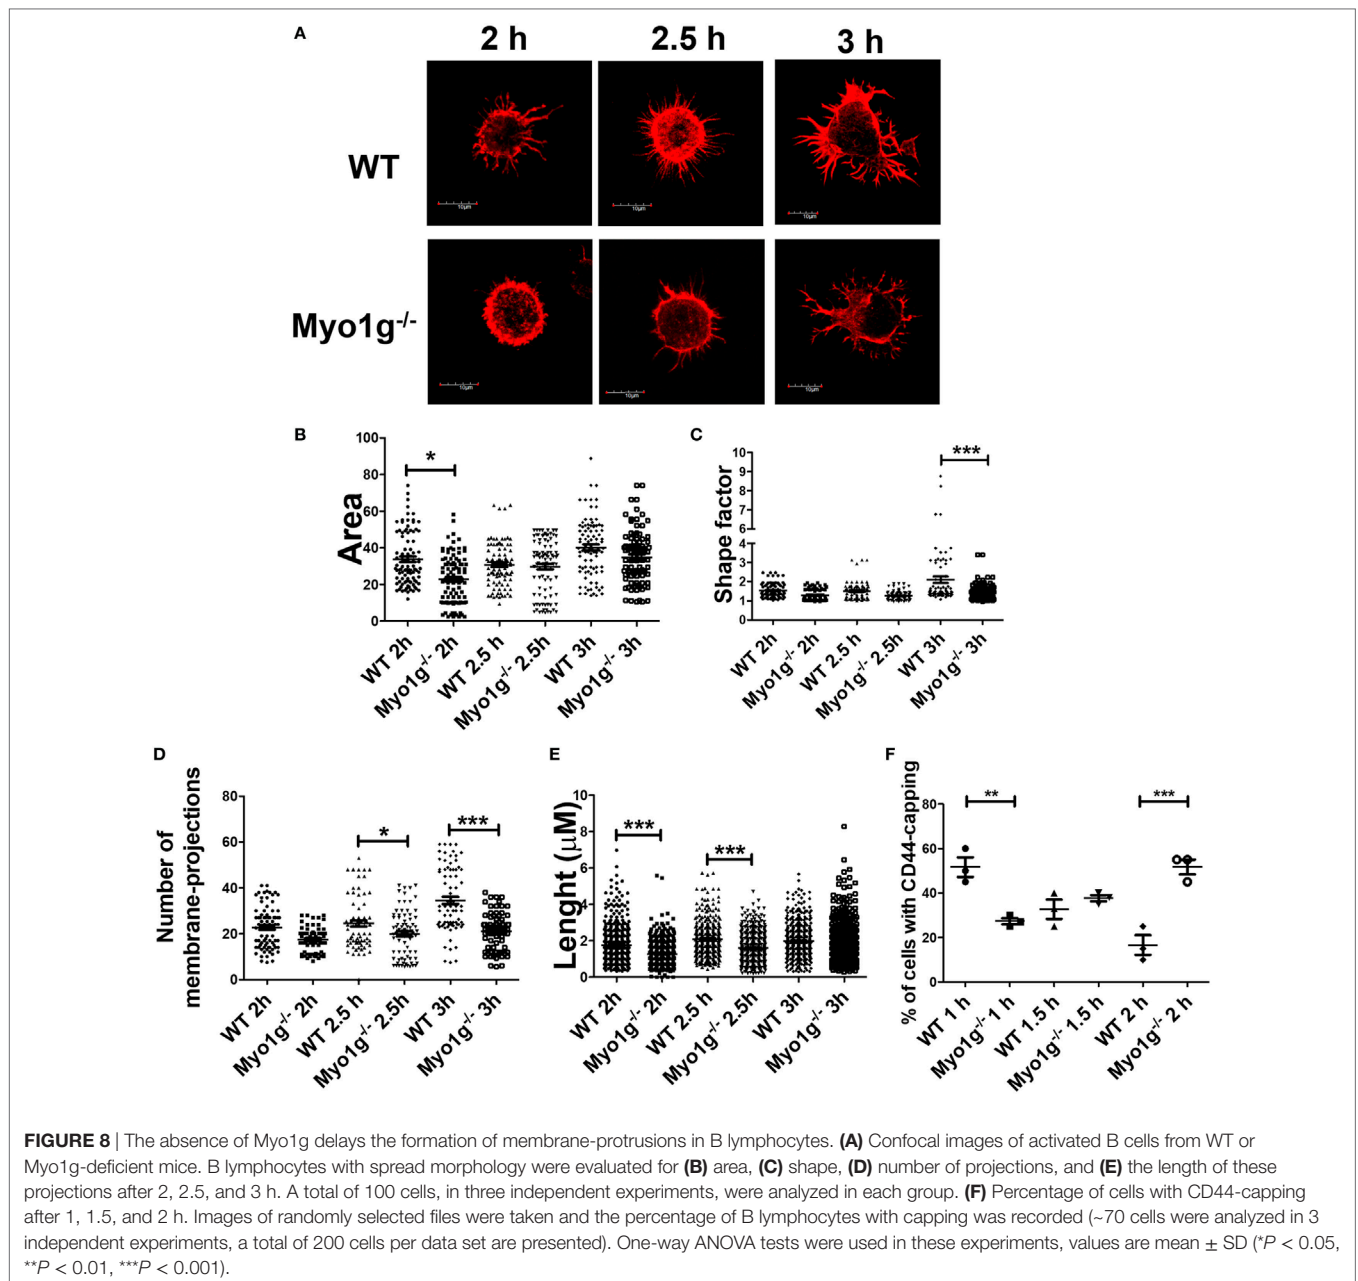 A
2 h 2.5 h 3 h
WT
10μm
10μm
10μm
Myo1g-/-
10μm
10μm
10μm
B
Area
100
80
60
40
20
0
*
WT 2h
Myo1g-/- 2h
WT 2.5 h
Myo1g-/- 2.5h
WT 3h
Myo1g-/- 3h
C
Shape factor
10
9
8
7
6
4
3
2
1
0
***
WT 2h
Myo1g-/- 2h
WT 2.5 h
Myo1g-/- 2.5h
WT 3h
Myo1g-/- 3h
D
Number of
membrane-projections
80
60
40
20
0
*
***
WT 2h
Myo1g-/- 2h
WT 2.5 h
Myo1g-/- 2.5h
WT 3h
Myo1g-/- 3h
E
Lenght (μM)
10
8
6
4
2
0
***
***
WT 2h
Myo1g-/- 2h
WT 2.5 h
Myo1g-/- 2.5h
WT 3h
Myo1g-/- 3h
F
% of cells with CD44-capping
80
60
40
20
0
**
***
WT 1 h
Myo1g-/- 1 h
WT 1.5 h
Myo1g-/- 1.5 h
WT 2 h
Myo1g-/- 2 h
FIGURE 8 | The absence of Myo1g delays the formation of membrane-protrusions in B lymphocytes. (A) Confocal images of activated B cells from WT or
Myo1g-deficient mice. B lymphocytes with spread morphology were evaluated for (B) area, (C) shape, (D) number of projections, and (E) the length of these
projections after 2, 2.5, and 3 h. A total of 100 cells, in three independent experiments, were analyzed in each group. (F) Percentage of cells with CD44-capping
after 1, 1.5, and 2 h. Images of randomly selected files were taken and the percentage of B lymphocytes with capping was recorded (~70 cells were analyzed in 3
independent experiments, a total of 200 cells per data set are presented). One-way ANOVA tests were used in these experiments, values are mean ± SD (*P < 0.05,
**P < 0.01, ***P < 0.001).